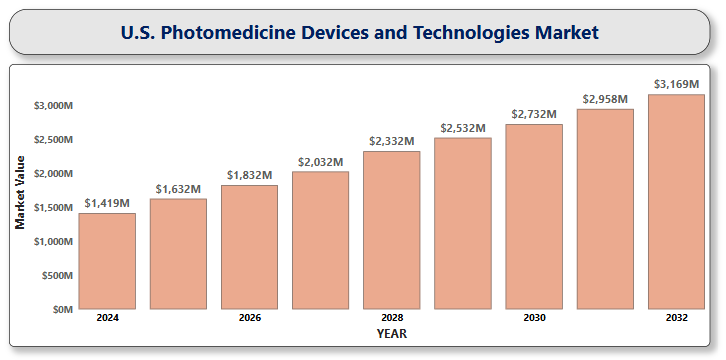 U.S. Photomedicine Devices and Technologies Market
$3,169M
$2,958M
$2,732M
$2,532M
$2,332M
$2,032M
$1,832M
$1,632M
$1,419M
$3,000M
$2,500M
$2,000M
$1,500M
$1,000M
$500M
$0M
Market Value
2024 2026 2028 2030 2032
YEAR